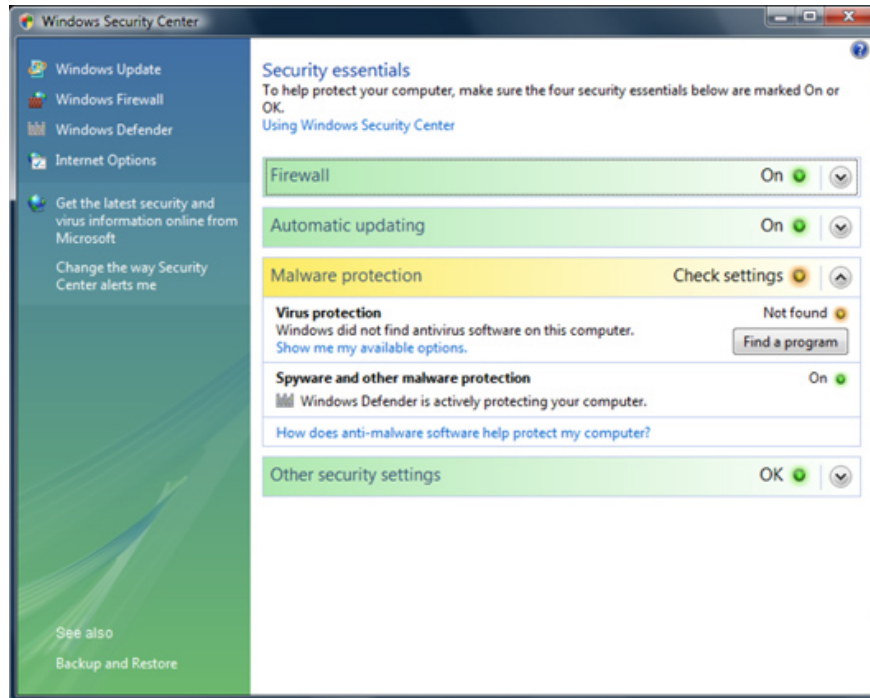 Windows Security Center
Windows Update
Windows Firewall
Windows Defender
Internet Options
Get the latest security and
virus information online from
Microsoft
Change the way Security
Center alerts me
See also
Backup and Restore
Security essentials
To help protect your computer, make sure the four security essentials below are marked On or
OK.
Using Windows Security Center
Firewall On
Automatic updating On
Malware protection Check settings
Virus protection Not found
Windows did not find antivirus software on this computer.
Show me my available options. Find a program
Spyware and other malware protection On
Windows Defender is actively protecting your computer.
How does anti-malware software help protect my computer?
Other security settings OK